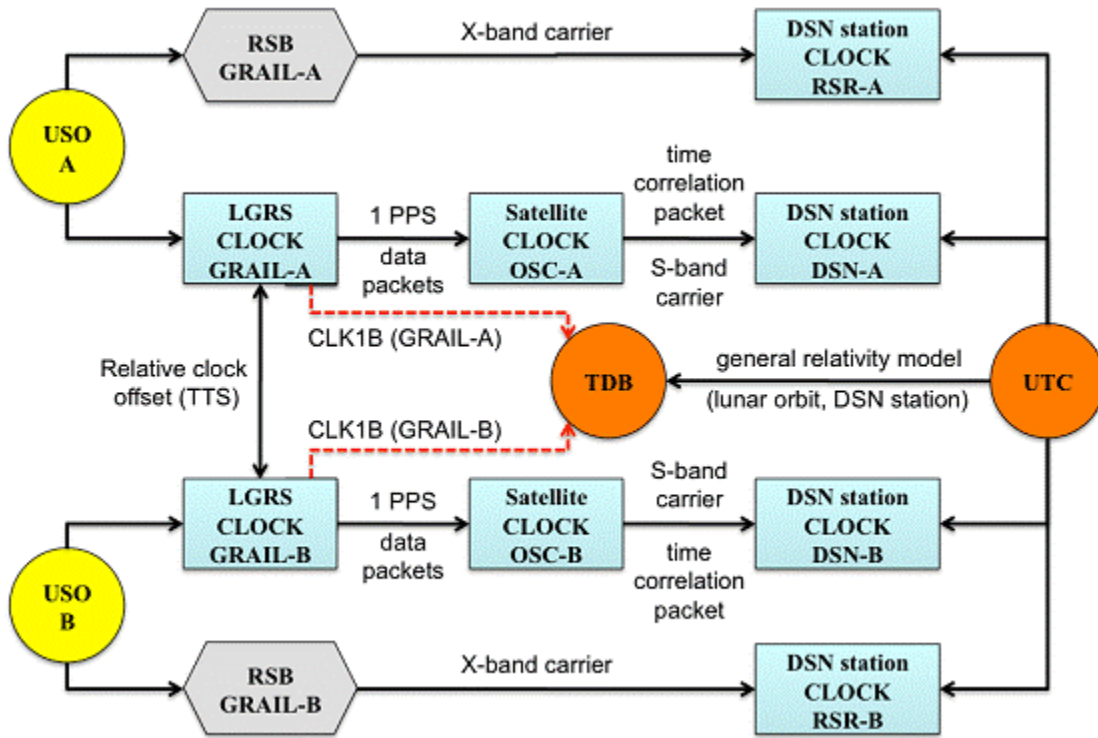 RSB
GRAIL-A
X-band carrier
DSN station
CLOCK
RSR-A
USO
A
LGRS
CLOCK
GRAIL-A
1 PPS
data
packets
Satellite
CLOCK
OSC-A
time
correlation
packet
S-band
carrier
DSN station
CLOCK
DSN-A
CLK1B (GRAIL-A)
Relative clock
offset (TTS)
TDB
general relativity model
(lunar orbit, DSN station)
UTC
CLK1B (GRAIL-B)
LGRS
CLOCK
GRAIL-B
1 PPS
data
packets
Satellite
CLOCK
OSC-B
S-band
carrier
time
correlation
packet
DSN station
CLOCK
DSN-B
USO
B
RSB
GRAIL-B
X-band carrier
DSN station
CLOCK
RSR-B